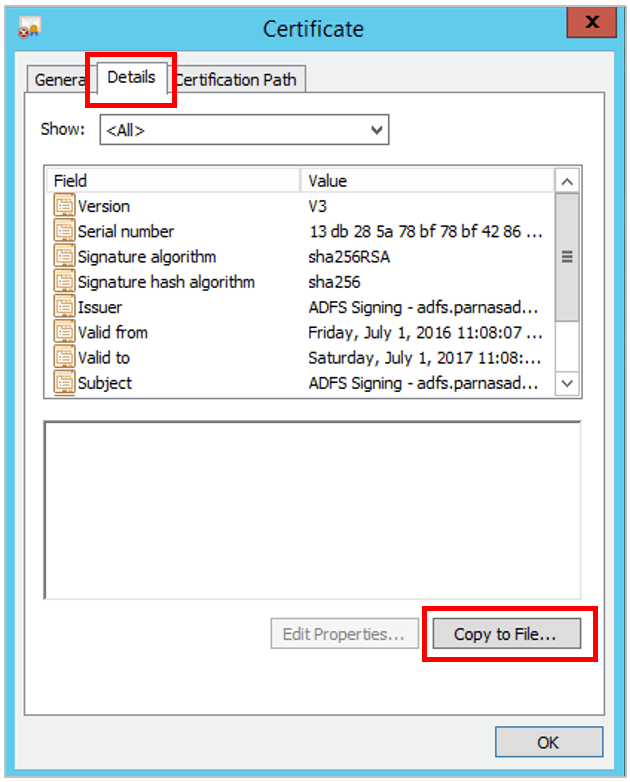 Certificate
X
General Details Certification Path
Show: <All>
Field Value
Version V3
Serial number 13 db 28 5a 78 bf 78 bf 42 86 ...
Signature algorithm sha256RSA
Signature hash algorithm sha256
Issuer ADFS Signing - adfs.parnasad...
Valid from Friday, July 1, 2016 11:08:07 ...
Valid to Saturday, July 1, 2017 11:08:...
Subject ADFS Signing - adfs.parnasad...
Edit Properties... Copy to File...
OK